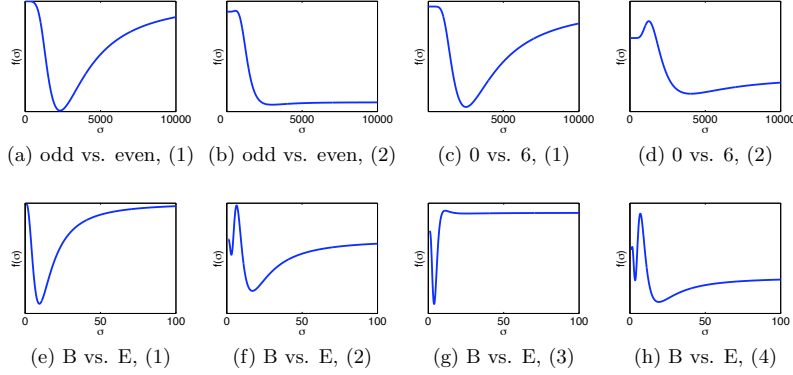 f(σ) f(σ) f(σ) f(σ)
0 5000 10000 0 5000 10000 0 5000 10000 0 5000 10000
σ σ σ σ
(a) odd vs. even, (1) (b) odd vs. even, (2) (c) 0 vs. 6, (1) (d) 0 vs. 6, (2)
f(σ) f(σ) f(σ) f(σ)
0 50 100 0 50 100 0 50 100 0 50 100
σ σ σ σ
(e) B vs. E, (1) (f) B vs. E, (2) (g) B vs. E, (3) (h) B vs. E, (4)